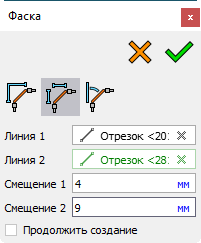 Фаска
Линия 1 Отрезок <20
Линия 2 Отрезок <28
Смещение 1 4 мм
Смещение 2 9 мм
Продолжить создание